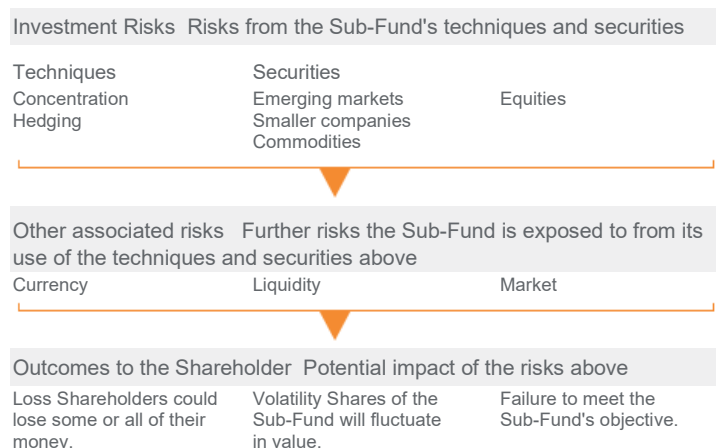 Investment Risks Risks from the Sub-Fund's techniques and securities
Techniques Securities
Concentration Emerging markets Equities
Hedging Smaller companies
Commodities
Other associated risks Further risks the Sub-Fund is exposed to from its
use of the techniques and securities above
Currency Liquidity Market
Outcomes to the Shareholder Potential impact of the risks above
Loss Shareholders could Volatility Shares of the Failure to meet the
lose some or all of their Sub-Fund will fluctuate Sub-Fund's objective.
money. in value.